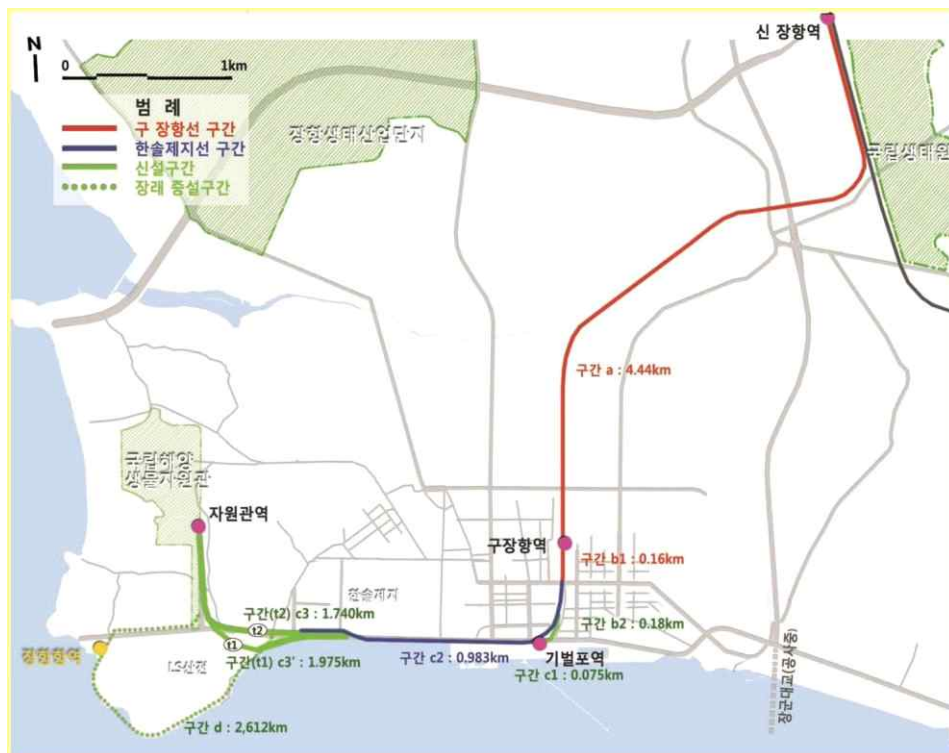 신 장항역
N
0 1km
범 례
구 장항선 구간
한솔제지선 구간
신설구간
장래 증설구간
장항생태산업단지
국립생태원
구간 a : 4.44km
국립해양
생물자원관
자원관역
구장항역
구간 b1 : 0.16km
한솔제지
구간(t2) c3 : 1.740km
구간 b2 : 0.18km
t2
t1
장항항역
LS산전
구간(t1) c3' : 1.975km
구간 c2 : 0.983km
기벌포역
구간 c1 : 0.075km
장군대교(공사중)
구간 d : 2,612km